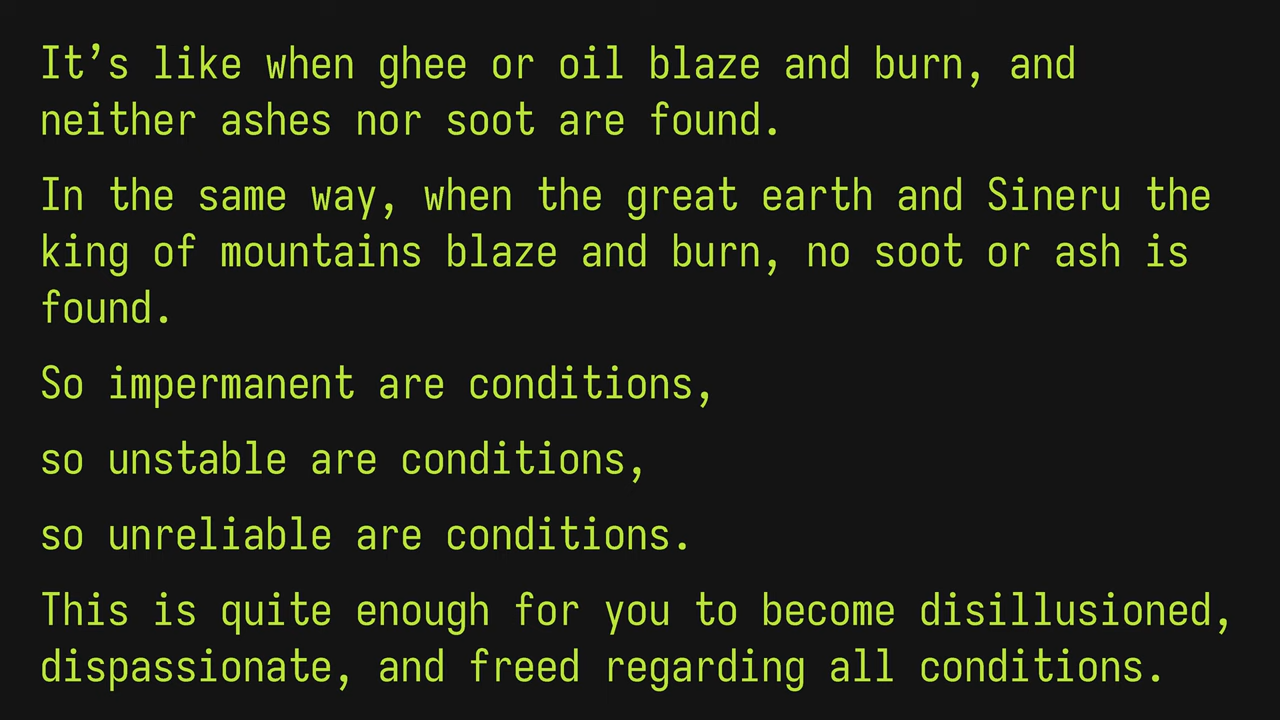 It’s like when ghee or oil blaze and burn, and
neither ashes nor soot are found.
In the same way, when the great earth and Sineru the
king of mountains blaze and burn, no soot or ash is
found.
So impermanent are conditions,
so unstable are conditions,
so unreliable are conditions.
This is quite enough for you to become disillusioned,
dispassionate, and freed regarding all conditions.